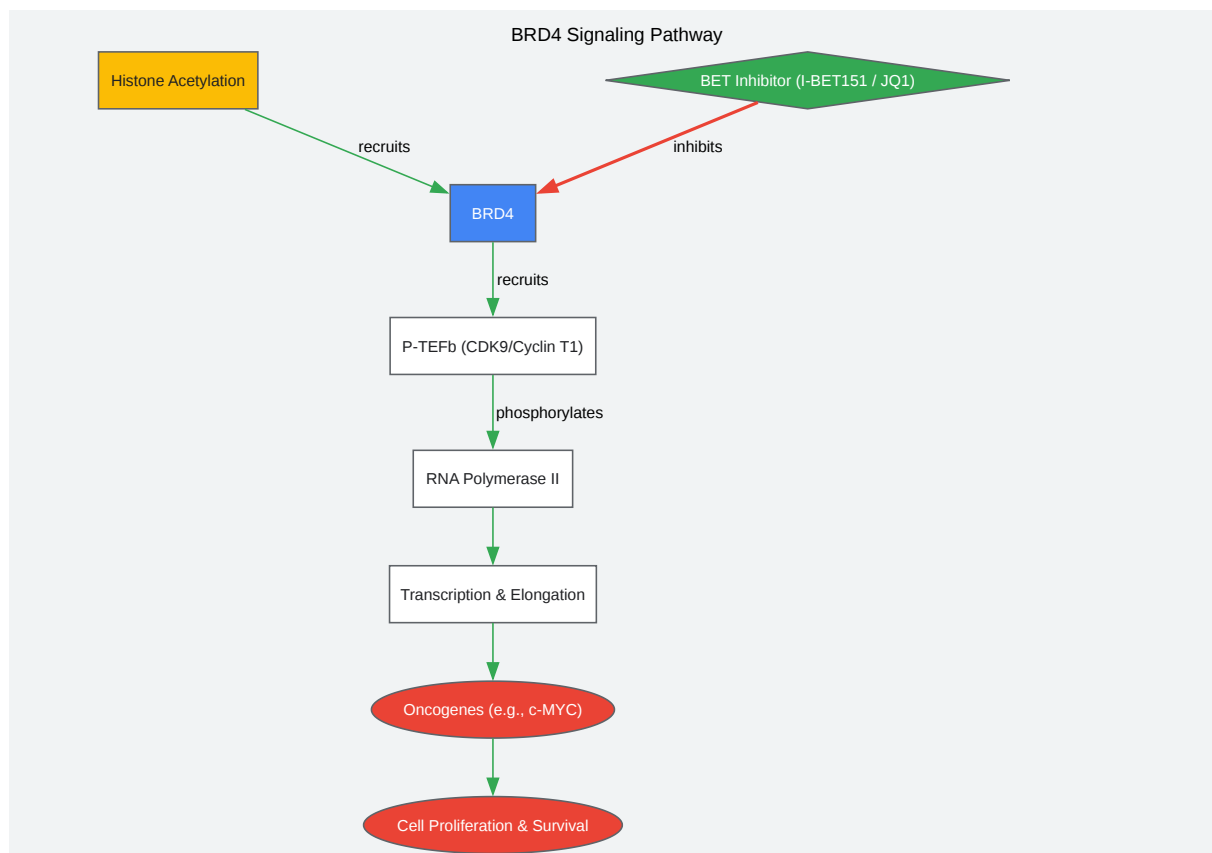 BRD4 Signaling Pathway
Histone Acetylation
BET Inhibitor (I-BET151 / JQ1)
recruits
inhibits
BRD4
recruits
P-TEFb (CDK9/Cyclin T1)
phosphorylates
RNA Polymerase II
Transcription & Elongation
Oncogenes (e.g., c-MYC)
Cell Proliferation & Survival